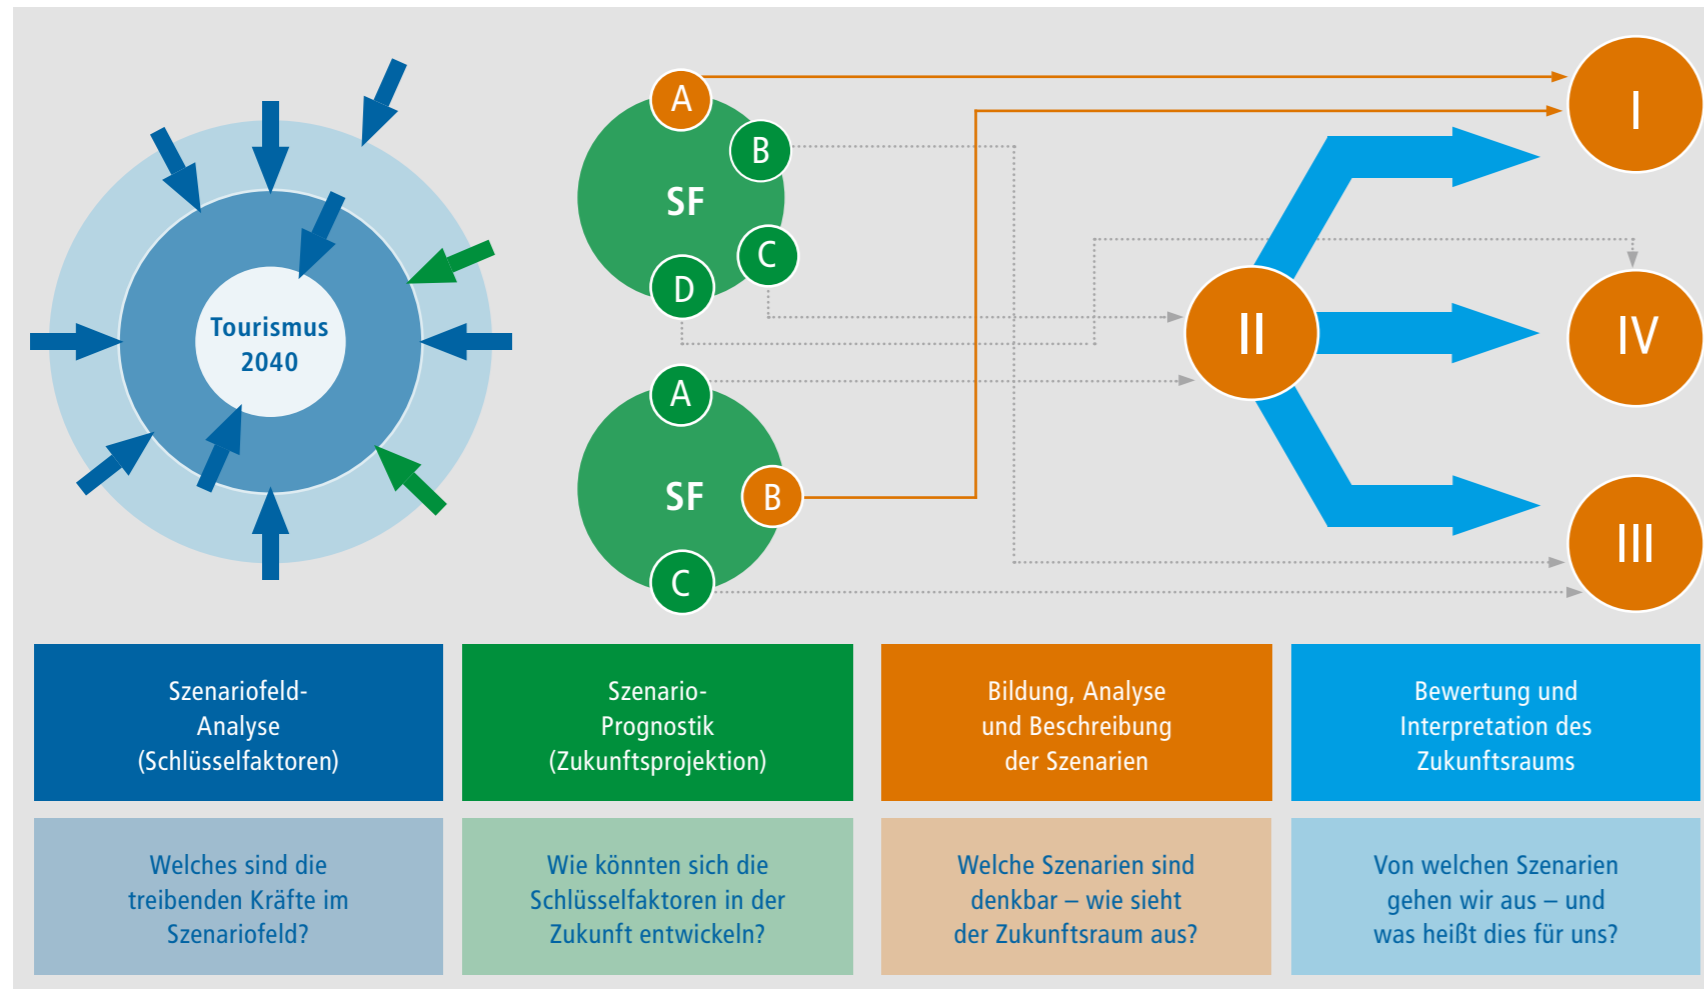 Tourismus
2040
A
B
SF
C
D
A
SF
B
C
I
II
IV
III
Szenariofeld-
Analyse
(Schlüsselfaktoren)
Szenario-
Prognostik
(Zukunftsprojektion)
Bildung, Analyse
und Beschreibung
der Szenarien
Bewertung und
Interpretation des
Zukunftsraums
Welches sind die
treibenden Kräfte im
Szenariofeld?
Wie könnten sich die
Schlüsselfaktoren in der
Zukunft entwickeln?
Welche Szenarien sind
denkbar – wie sieht
der Zukunftsraum aus?
Von welchen Szenarien
gehen wir aus – und
was heißt dies für uns?